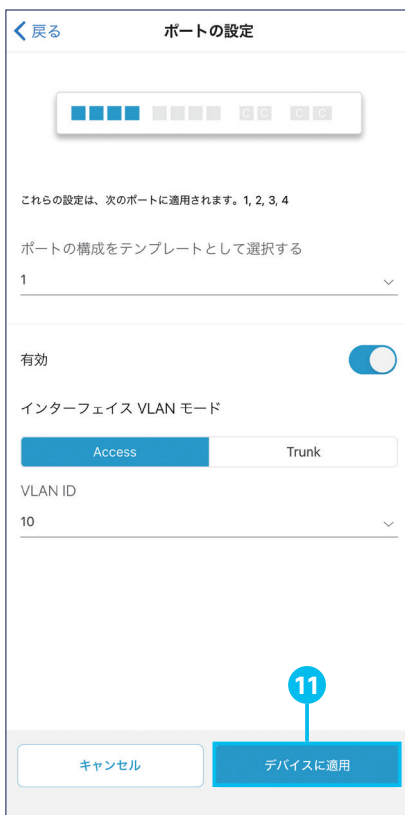 戻る
ポートの設定
C C C C
これらの設定は、次のポートに適用されます。1, 2, 3, 4
ポートの構成をテンプレートとして選択する
1
有効
インターフェイス VLAN モード
Access
Trunk
VLAN ID
10
11
キャンセル
デバイスに適用